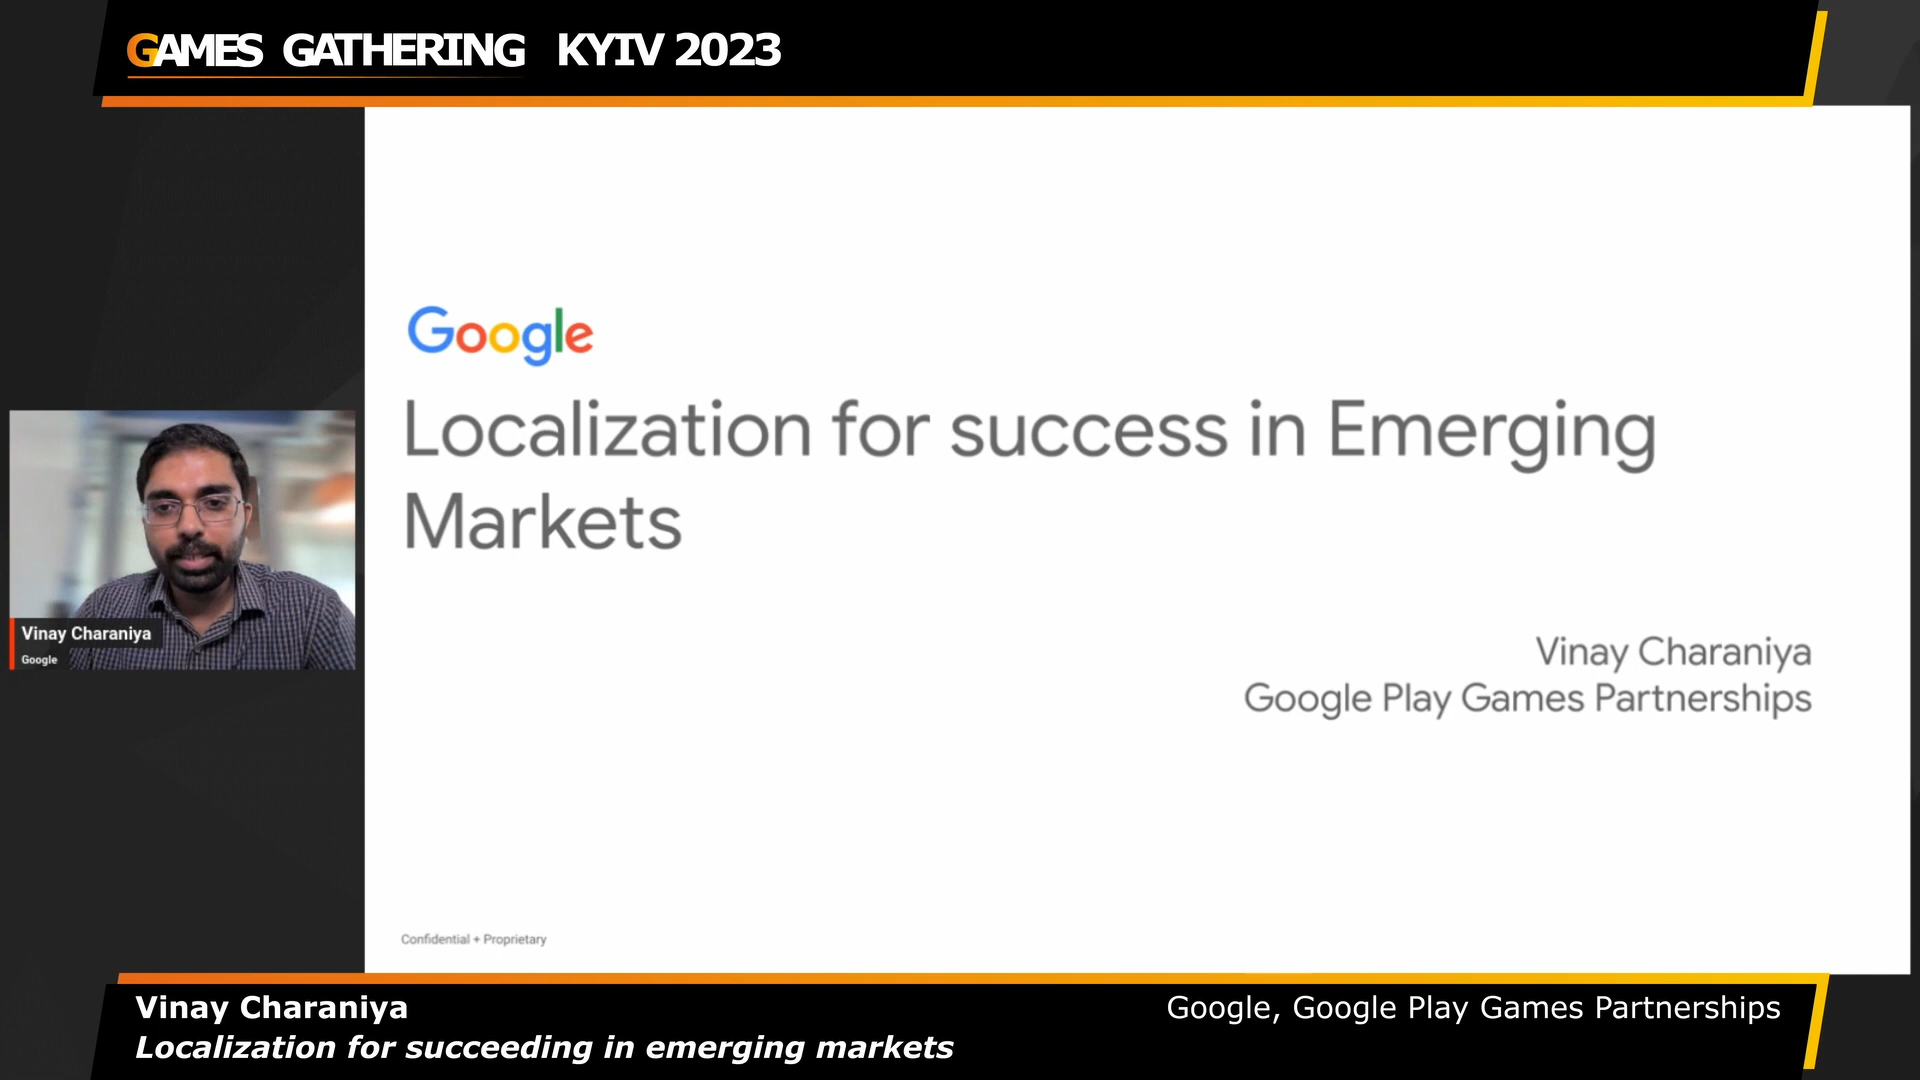 GAMES GATHERING KYIV 2023
Google
Localization for success in Emerging
Markets
Vinay Charaniya
Google
Vinay Charaniya
Google Play Games Partnerships
Confidential + Proprietary
Vinay Charaniya
Google, Google Play Games Partnerships
Localization for succeeding in emerging markets